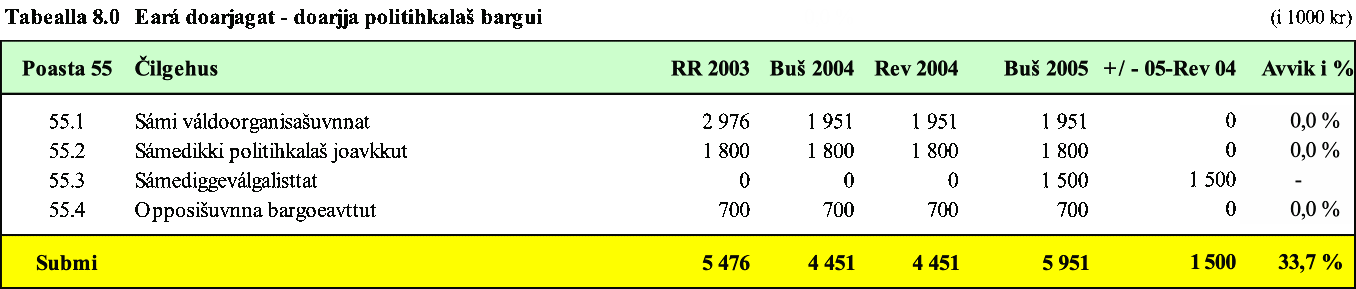 Tabealla 8.0 Eará doarjagat - doarjja politihkalaš bargui (i 1000 kr)
Poasta 55 Čilgehus RR 2003 Buš 2004 Rev 2004 Buš 2005 +/ - 05-Rev 04 Avvik i %
55.1 Sámi váldoorganisašuvnnat 2 976 1 951 1 951 1 951 0 0,0 %
55.2 Sámedikki politihkalaš joavkkut 1 800 1 800 1 800 1 800 0 0,0 %
55.3 Sámediggeválgalisttat 0 0 0 1 500 1 500 -
55.4 Opposišuvnna bargoeavttut 700 700 700 700 0 0,0 %
Submi 5 476 4 451 4 451 5 951 1 500 33,7 %